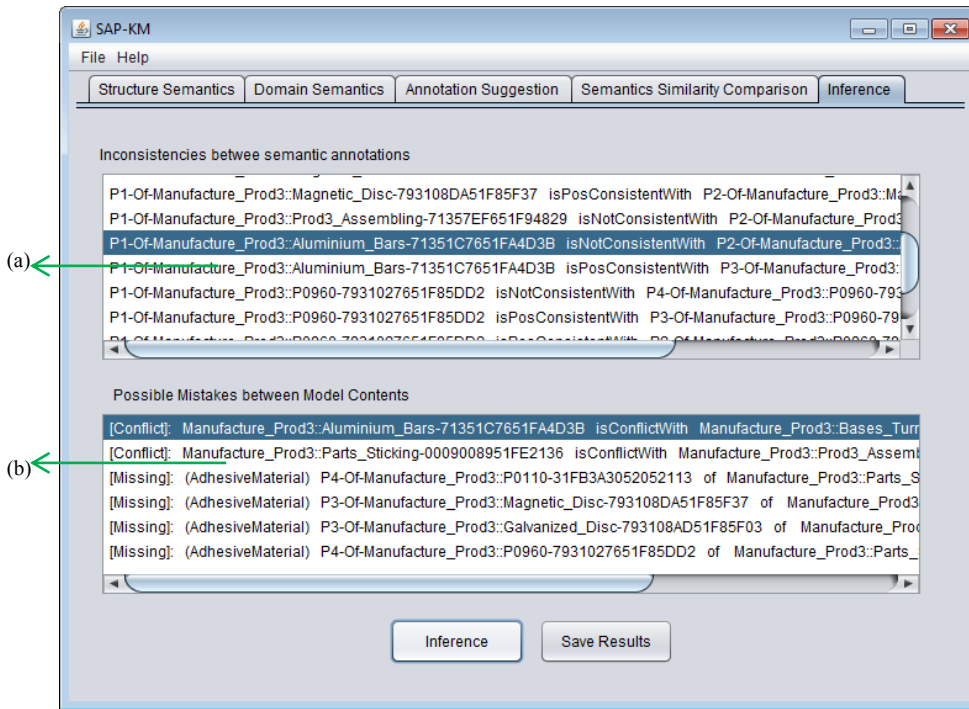 SAP-KM
File Help
Structure Semantics Domain Semantics Annotation Suggestion Semantics Similarity Comparison Inference
Inconsistencies betwee semantic annotations
P1-Of-Manufacture_Prod3::Magnetic_Disc-793108DA51F85F37 isPosConsistentWith P2-Of-Manufacture_Prod3::Ma
P1-Of-Manufacture_Prod3::Prod3_Assembling-71357EF651F94829 isNotConsistentWith P2-Of-Manufacture_Prod3
P1-Of-Manufacture_Prod3::Aluminium_Bars-71351C7651FA4D3B isNotConsistentWith P2-Of-Manufacture_Prod3::
(a)
P1-Of-Manufacture_Prod3::Aluminium_Bars-71351C7651FA4D3B isPosConsistentWith P3-Of-Manufacture_Prod3:
P1-Of-Manufacture_Prod3::P0960-7931027651F85DD2 isNotConsistentWith P4-Of-Manufacture_Prod3::P0960-793
P1-Of-Manufacture_Prod3::P0960-7931027651F85DD2 isPosConsistentWith P3-Of-Manufacture_Prod3::P0960-79
Possible Mistakes between Model Contents
[Conflict]: Manufacture_Prod3::Aluminium_Bars-71351C7651FA4D3B isConflictWith Manufacture_Prod3::Bases_Turn
[Conflict]: Manufacture_Prod3::Parts_Sticking-0009008951FE2136 isConflictWith Manufacture_Prod3::Prod3_Assemb
(b)
[Missing]: (AdhesiveMaterial) P4-Of-Manufacture_Prod3::P0110-31FB3A3052052113 of Manufacture_Prod3::Parts_S
[Missing]: (AdhesiveMaterial) P3-Of-Manufacture_Prod3::Magnetic_Disc-793108DA51F85F37 of Manufacture_Prod3
[Missing]: (AdhesiveMaterial) P3-Of-Manufacture_Prod3::Galvanized_Disc-793108AD51F85F03 of Manufacture_Proc
[Missing]: (AdhesiveMaterial) P4-Of-Manufacture_Prod3::P0960-7931027651F85DD2 of Manufacture_Prod3::Parts_
Inference Save Results